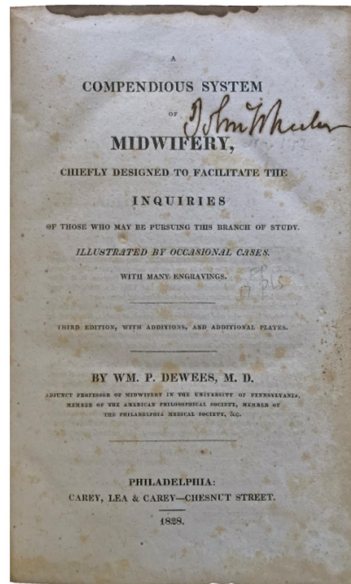 A
COMPENDIOUS SYSTEM
OF
John Wheeler
MIDWIFERY,
CHIEFLY DESIGNED TO FACILITATE THE
INQUIRIES
OF THOSE WHO MAY BE PURSUING THIS BRANCH OF STUDY.
ILLUSTRATED BY OCCASIONAL CASES.
WITH MANY ENGRAVINGS.
THIRD EDITION, WITH ADDITIONS, AND ADDITIONAL PLATES.
BY WM. P. DEWEES, M. D.
ADJUNCT PROFESSOR OF MIDWIFERY IN THE UNIVERSITY OF PENNSYLVANIA,
MEMBER OF THE AMERICAN PHILOSOPHICAL SOCIETY, MEMBER OF
THE PHILADELPHIA MEDICAL SOCIETY, &c.
PHILADELPHIA:
CAREY, LEA & CAREY—CHESNUT STREET.
1828.